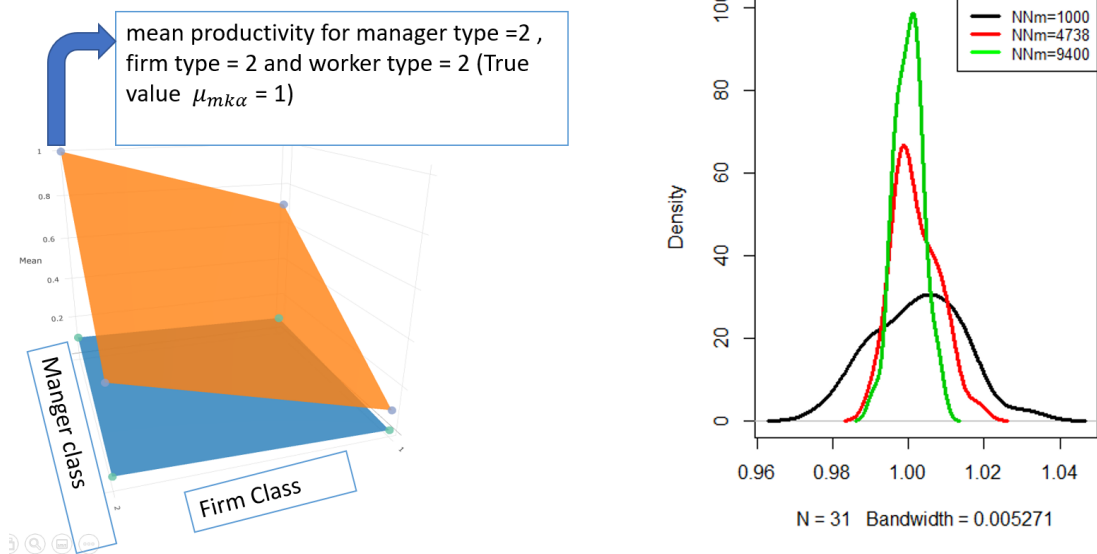 mean productivity for manager type =2 ,
firm type = 2 and worker type = 2 (True
value μmkα = 1)
1
0.8
0.6
Mean
0.4
0.2
Manger class
2
Firm Class
1
100
80
60
40
20
0
Density
NNm=1000
NNm=4738
NNm=9400
0.96 0.98 1.00 1.02 1.04
N = 31 Bandwidth = 0.005271